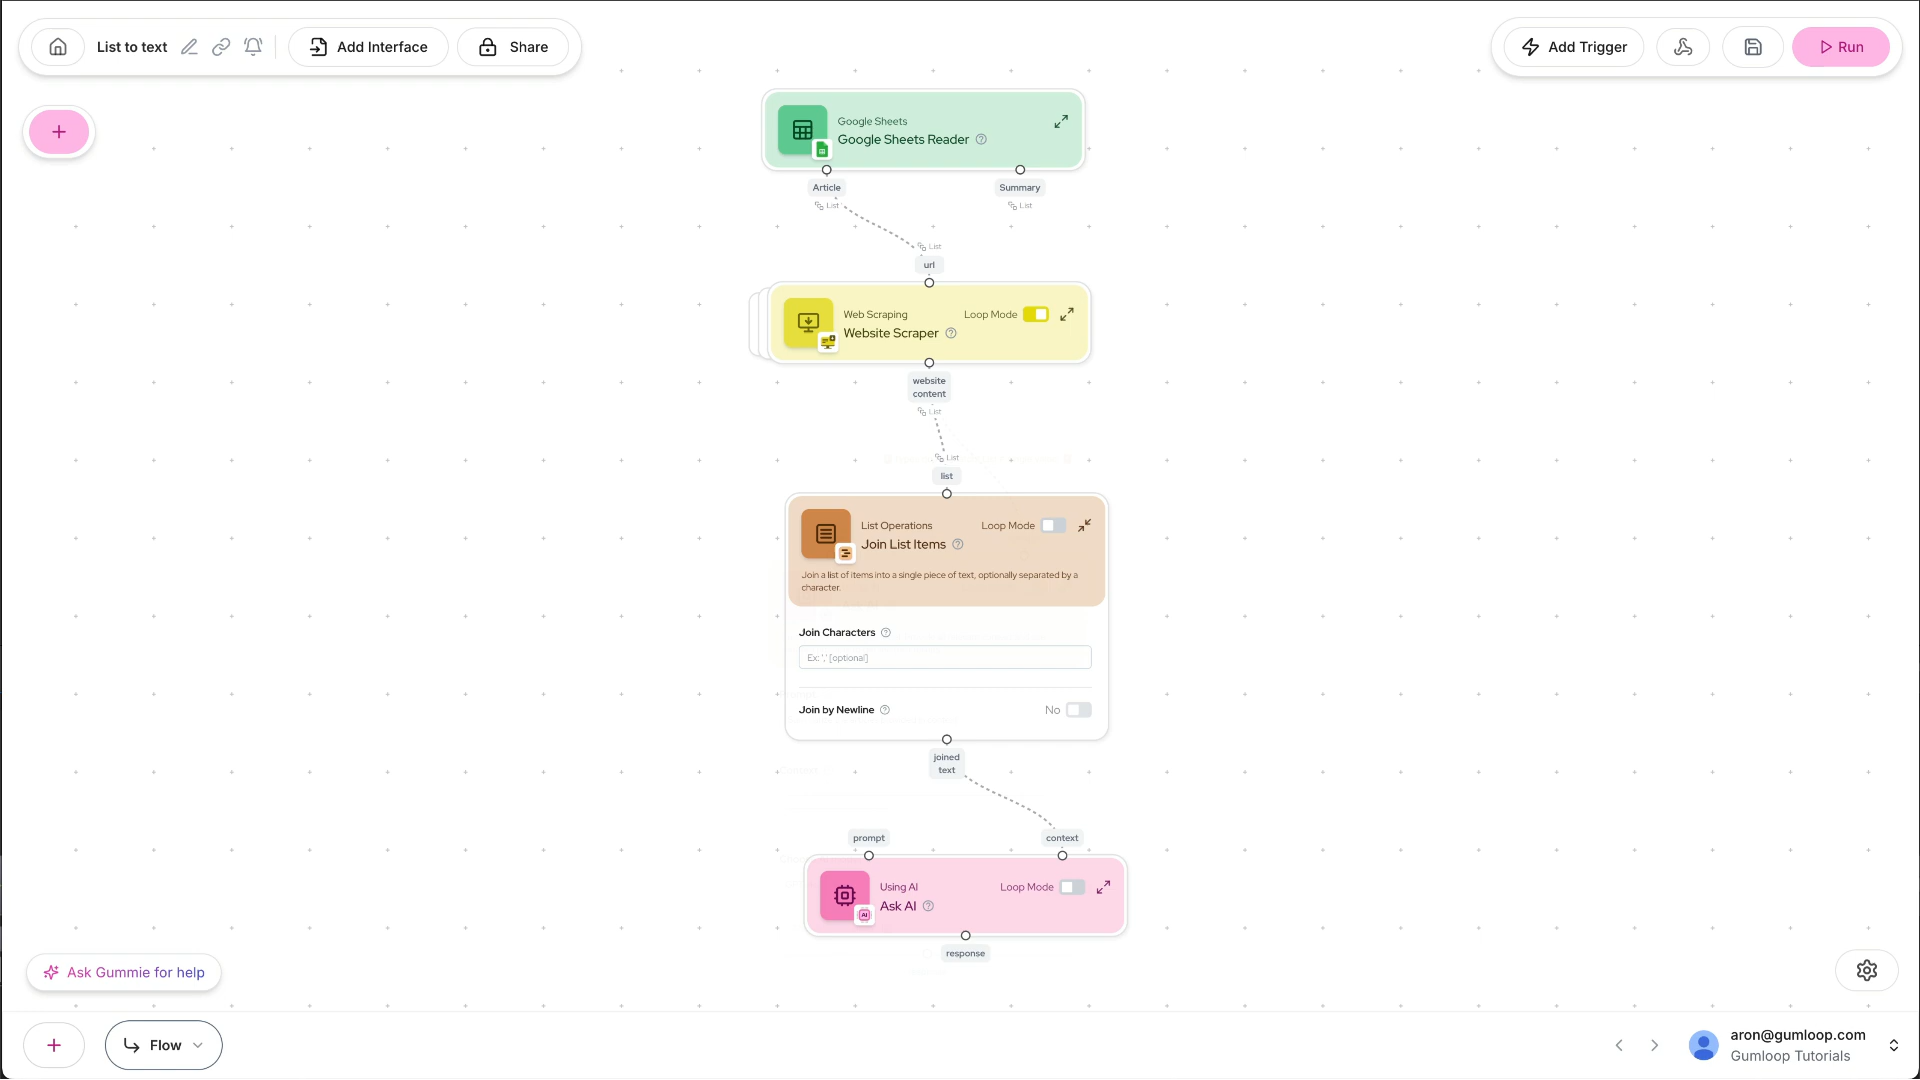 List to text
Add Interface
Share
Add Trigger
Run
Google Sheets
Google Sheets Reader
Article
Summary
List
List
List
url
Web Scraping
Loop Mode
Website Scraper
website
content
List
List
list
List Operations
Loop Mode
Join List Items
Join a list of items into a single piece of text, optionally separated by a
character.
Join Characters
Ex: ',' [optional]
Join by Newline
No
joined
text
prompt
context
Using AI
Loop Mode
Ask AI
AI
response
Ask Gummie for help
Flow
aron@gumloop.com
Gumloop Tutorials